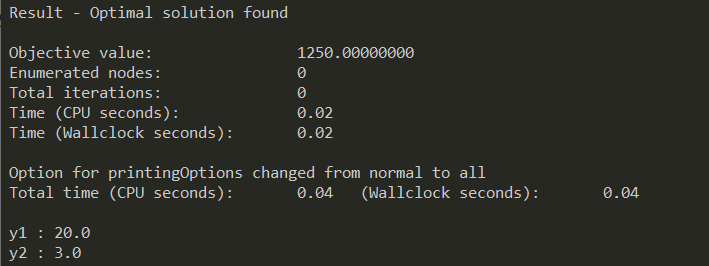 Result - Optimal solution found
Objective value: 1250.00000000
Enumerated nodes: 0
Total iterations: 0
Time (CPU seconds): 0.02
Time (Wallclock seconds): 0.02
Option for printingOptions changed from normal to all
Total time (CPU seconds): 0.04 (Wallclock seconds): 0.04
y1 : 20.0
y2 : 3.0